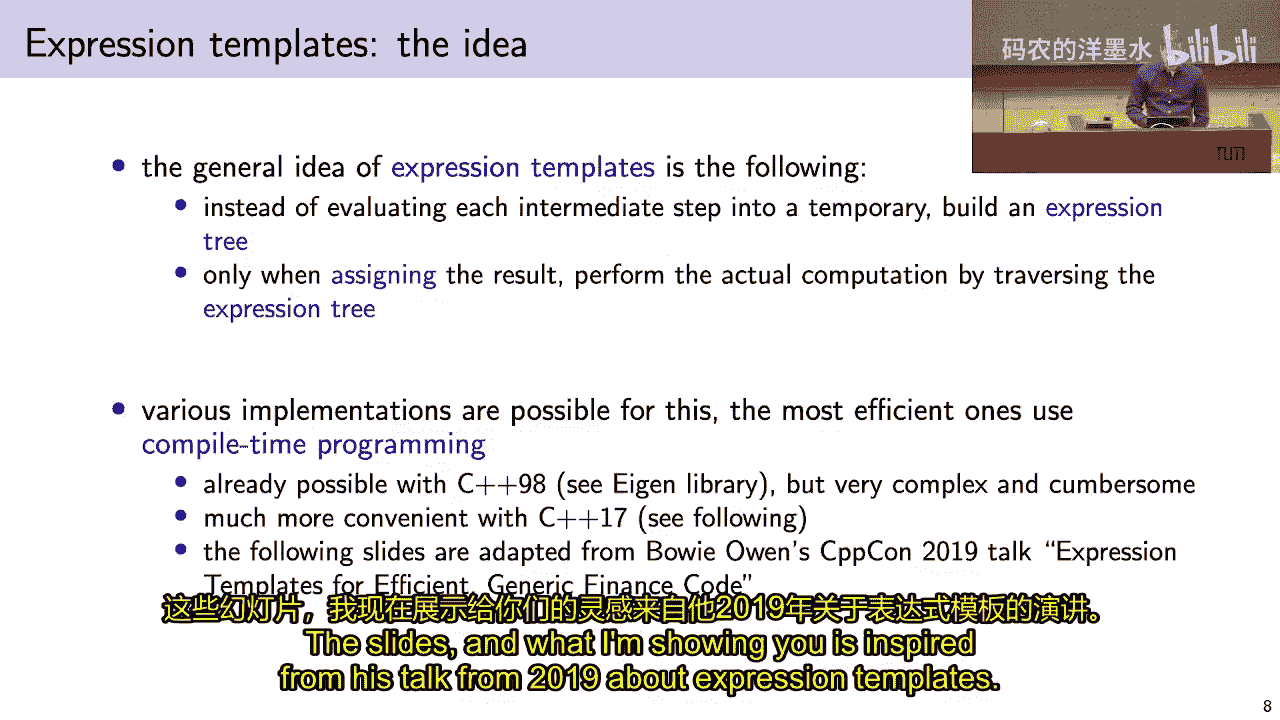 Expression templates: the idea
码农的洋墨水 bilibili
TUM
• the general idea of expression templates is the following:
• instead of evaluating each intermediate step into a temporary, build an expression
tree
• only when assigning the result, perform the actual computation by traversing the
expression tree
• various implementations are possible for this, the most efficient ones use
compile-time programming
• already possible with C++98 (see Eigen library), but very complex and cumbersome
• much more convenient with C++17 (see following)
• the following slides are adapted from Bowie Owen's CppCon 2019 talk “Expression
Templates for Efficient, Generic Finance Code”
这些幻灯片，我现在展示给你们的灵感来自他2019年关于表达式模板的演讲。
The slides, and what I'm showing you is inspired
from his talk from 2019 about expression templates.
8